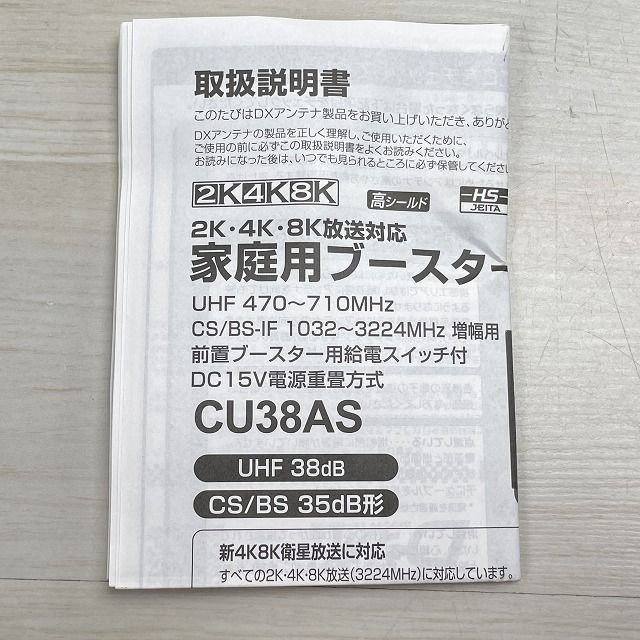 取扱説明書
このたびはDXアンテナ製品をお買い上げいただき、ありが
DXアンテナの製品を正しく理解し、ご使用いただくために、
ご使用の前に必ずこの取扱説明書をよくお読みください。
お読みになった後は、いつでも見られるところに必ず保管してくださ
2K4K8K 高シールド HS JEITA
2K・4K・8K放送対応
家庭用ブースター
UHF 470〜710MHz
CS/BS-IF 1032〜3224MHz 増幅用
前置ブースター用給電スイッチ付
DC15V電源重畳方式
CU38AS
UHF 38dB
CS/BS 35dB形
新4K8K衛星放送に対応
すべての2K・4K・8K放送(3224MHz)に対応しています。